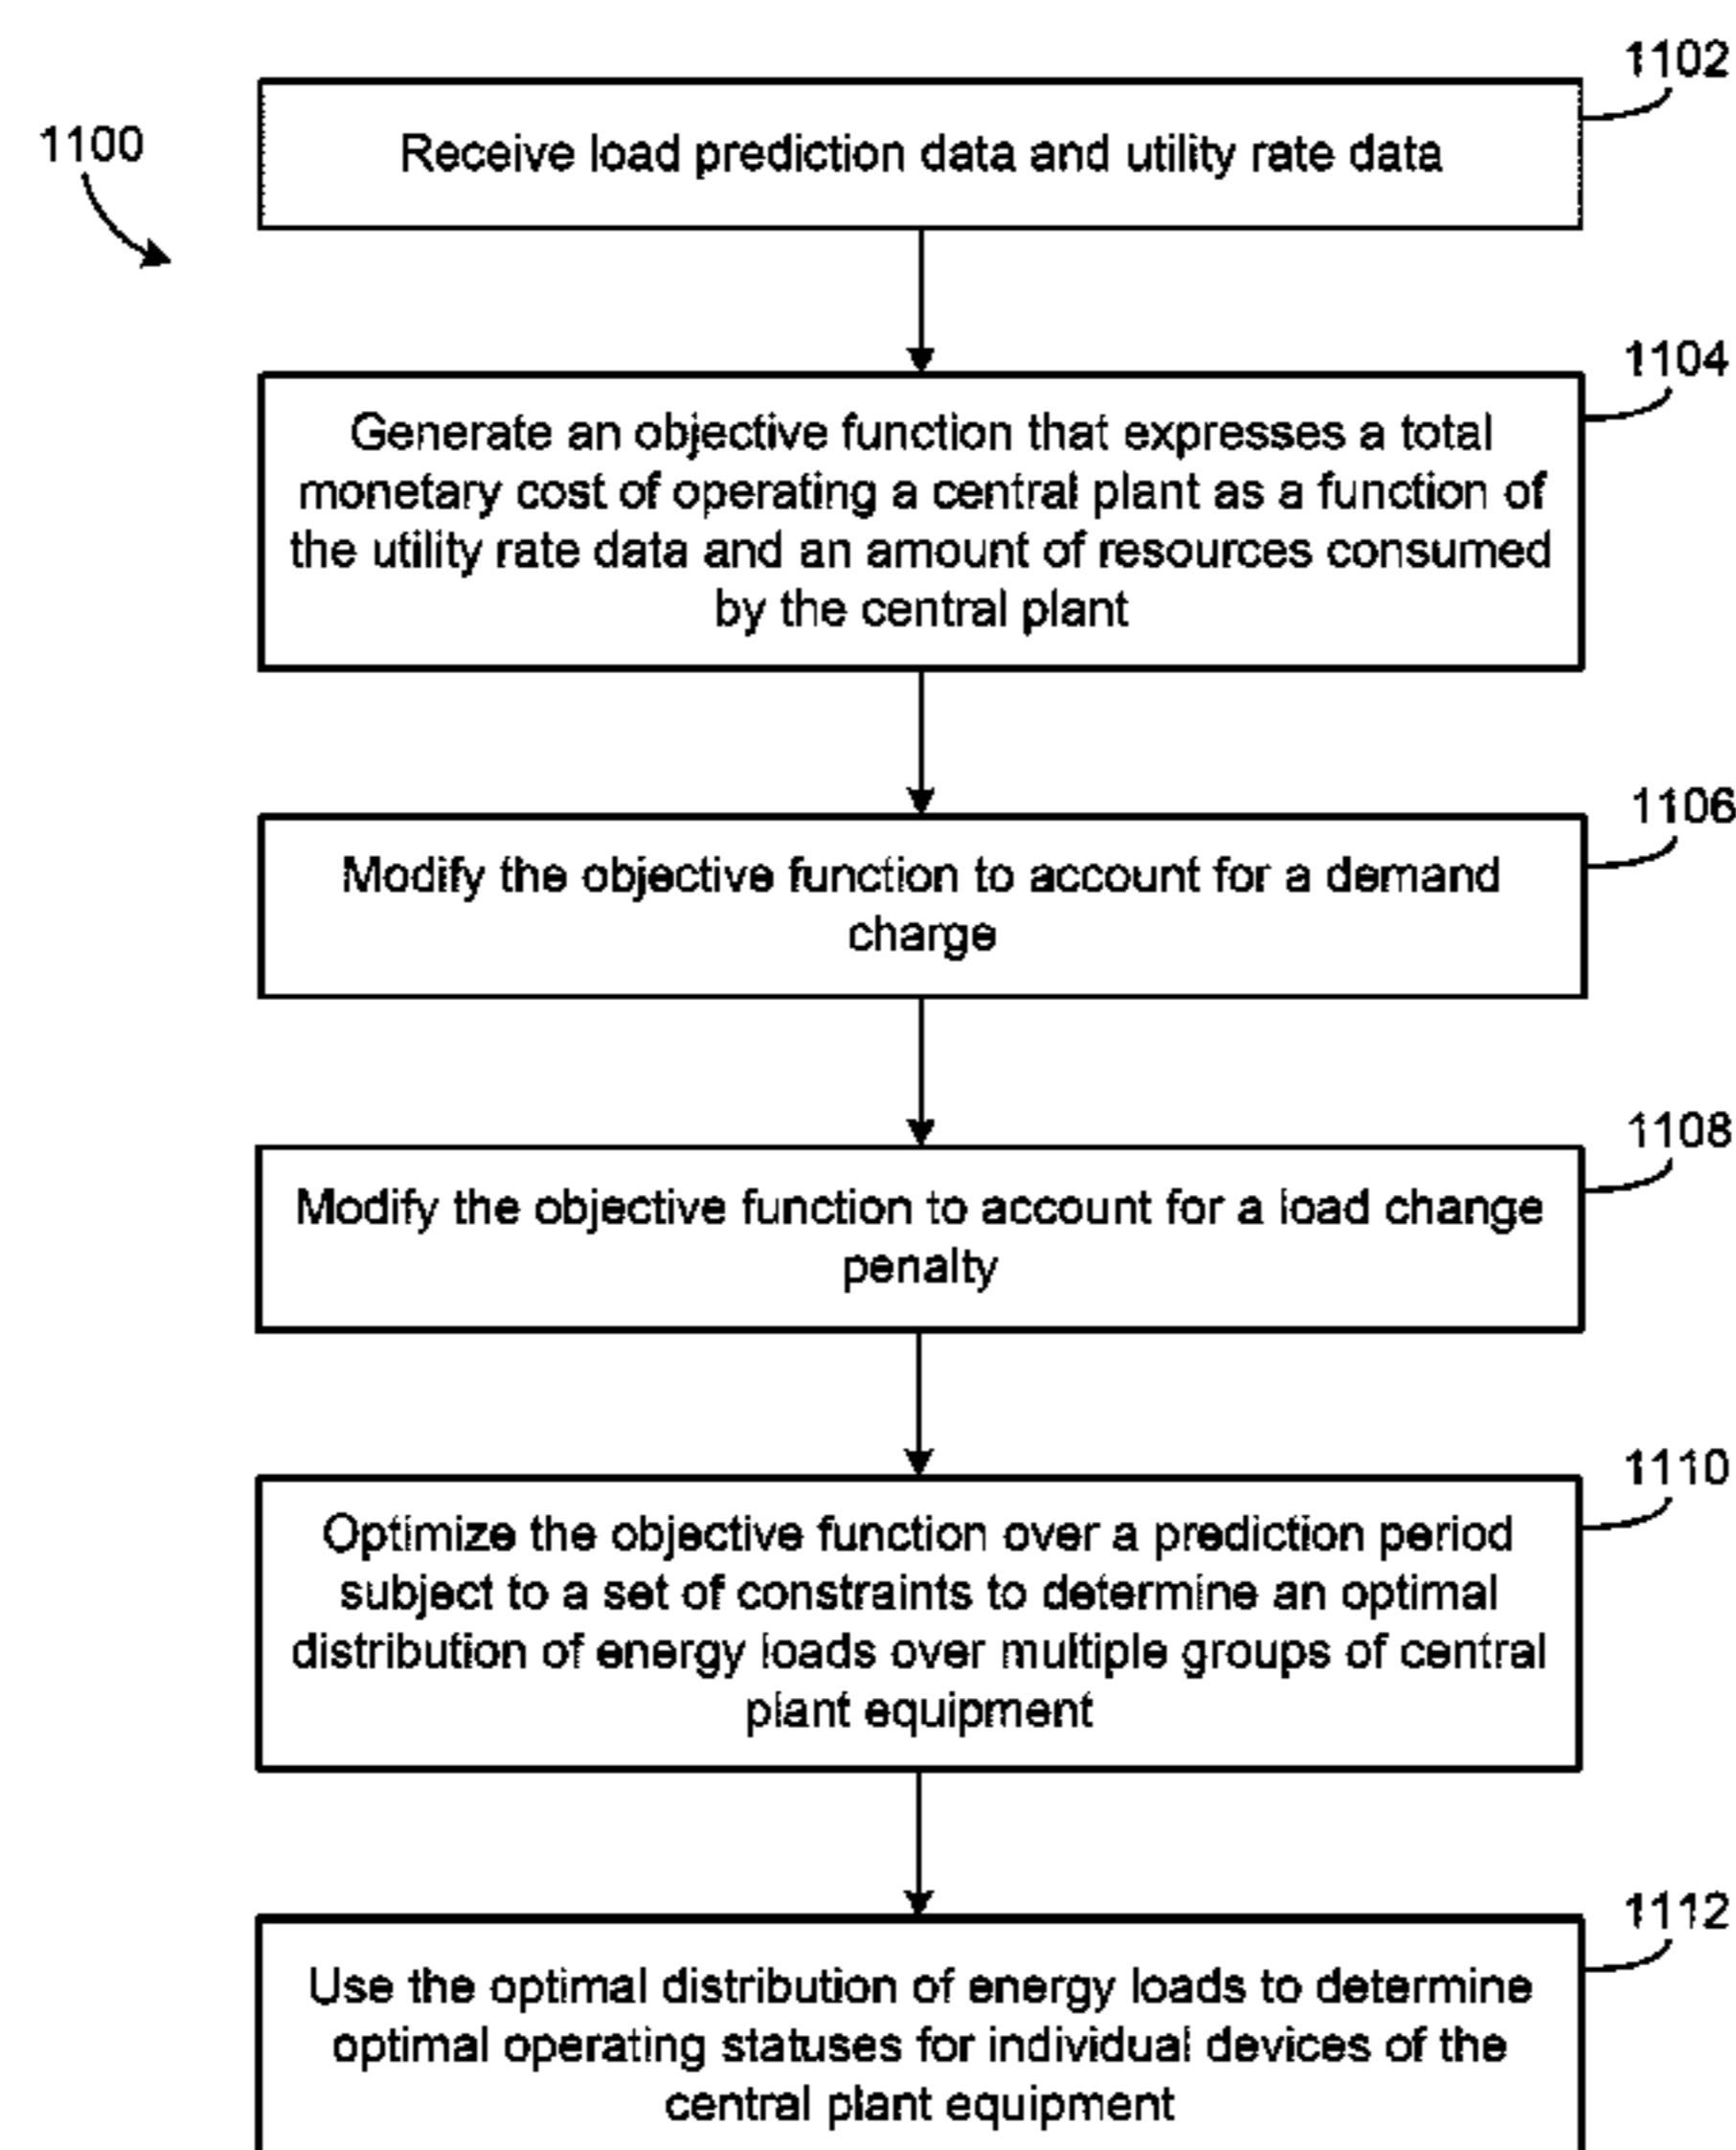 1102
1100
Receive load prediction data and utility rate data
1104
Generate an objective function that expresses a total
monetary cost of operating a central plant as a function of
the utility rate data and an amount of resources consumed
by the central plant
1106
Modify the objective function to account for a demand
charge
1108
Modify the objective function to account for a load change
penalty
1110
Optimize the objective function over a prediction period
subject to a set of constraints to determine an optimal
distribution of energy loads over multiple groups of central
plant equipment
1112
Use the optimal distribution of energy loads to determine
optimal operating statuses for individual devices of the
central plant equipment